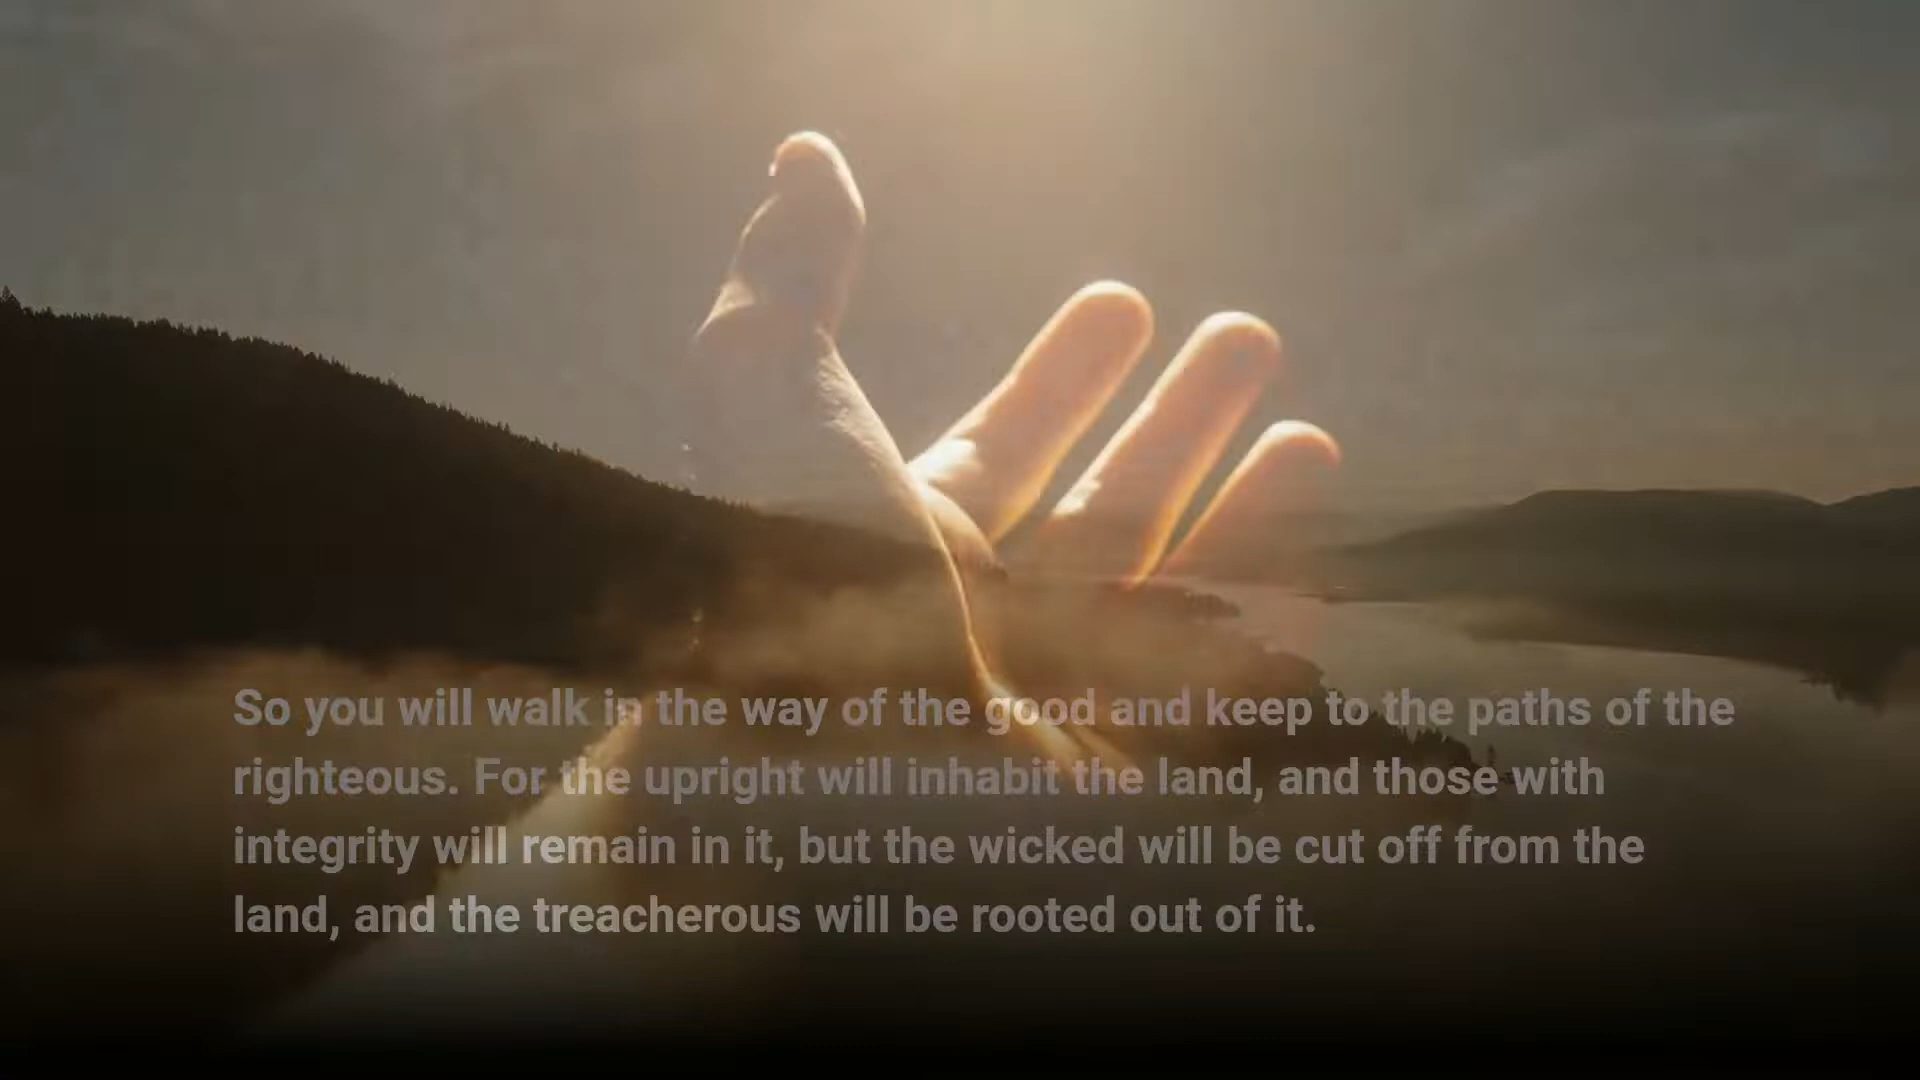 So you will walk in the way of the good and keep to the paths of the
righteous. For the upright will inhabit the land, and those with
integrity will remain in it, but the wicked will be cut off from the
land, and the treacherous will be rooted out of it.